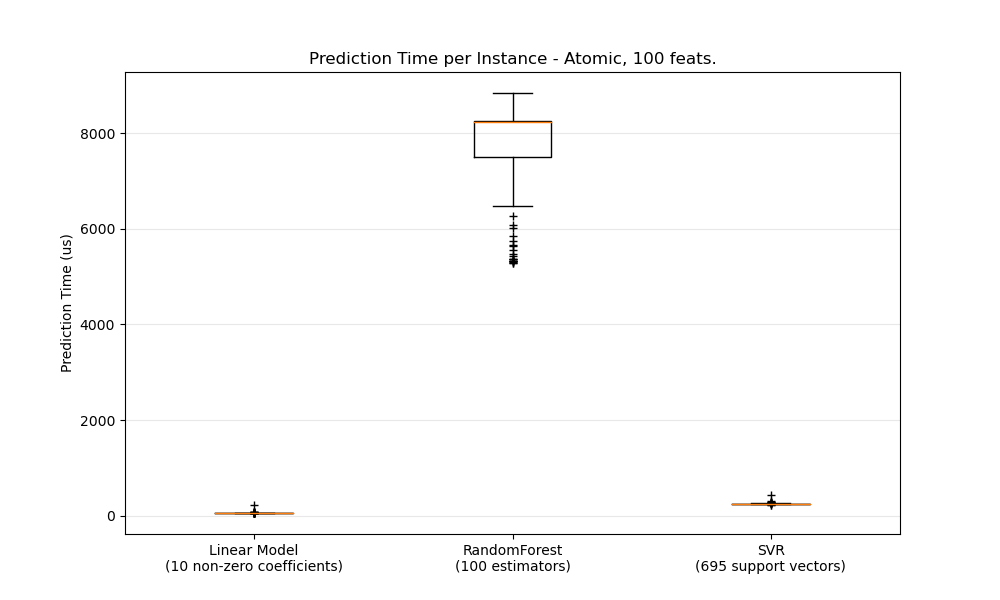 Prediction Time per Instance - Atomic, 100 feats.
Prediction Time (us)
8000
6000
4000
2000
0
Linear Model
(10 non-zero coefficients)
RandomForest
(100 estimators)
SVR
(695 support vectors)